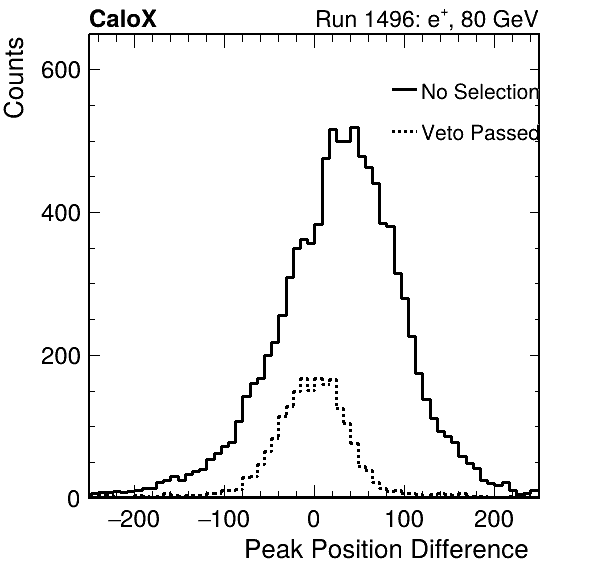 CaloX Run 1496: e⁺, 80 GeV
Counts
600
400
200
0
No Selection
Veto Passed
−200 −100 0 100 200
Peak Position Difference